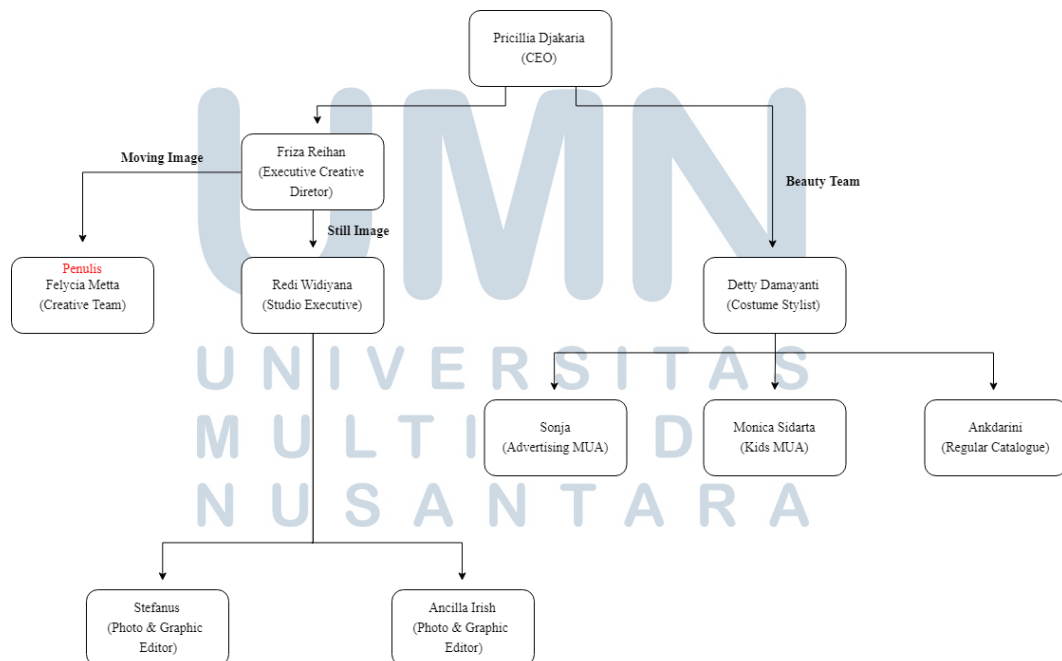 Pricillia Djakaria
(CEO)
Friza Reihan
(Executive Creative
Diretor)
Moving Image
Beauty Team
Still Image
Penulis
Felycia Metta
(Creative Team)
Redi Widiyana
(Studio Executive)
Detty Damayanti
(Costume Stylist)
Sonja
(Advertising MUA)
Monica Sidarta
(Kids MUA)
Ankdarini
(Regular Catalogue)
Stefanus
(Photo & Graphic
Editor)
Ancilla Irish
(Photo & Graphic
Editor)
UMN
UNIVERSITAS
MULTI D
NUSANTARA